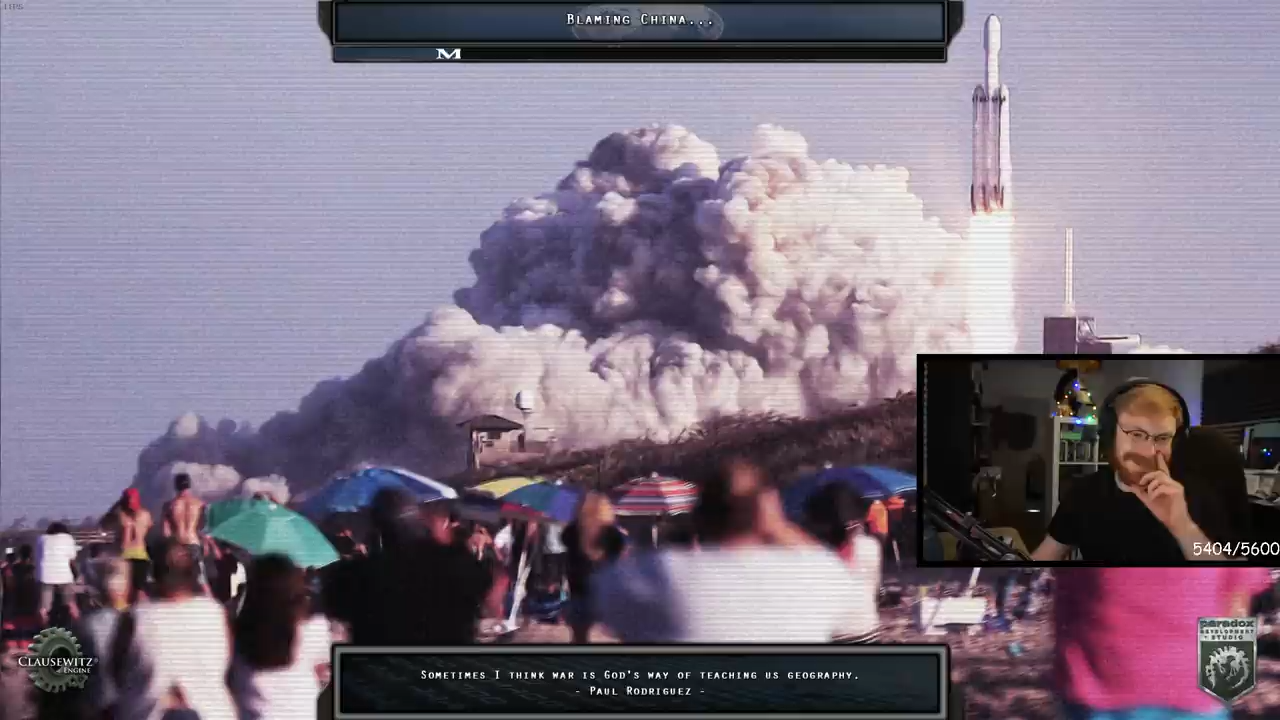 11FPS
BLAMING CHINA...
SOMETIMES I THINK WAR IS GOD'S WAY OF TEACHING US GEOGRAPHY.
- PAUL RODRIGUEZ -
5404/5600
CLAUSEWITZ
ENGINE
paradox
DEVELOPMENT
STUDIO